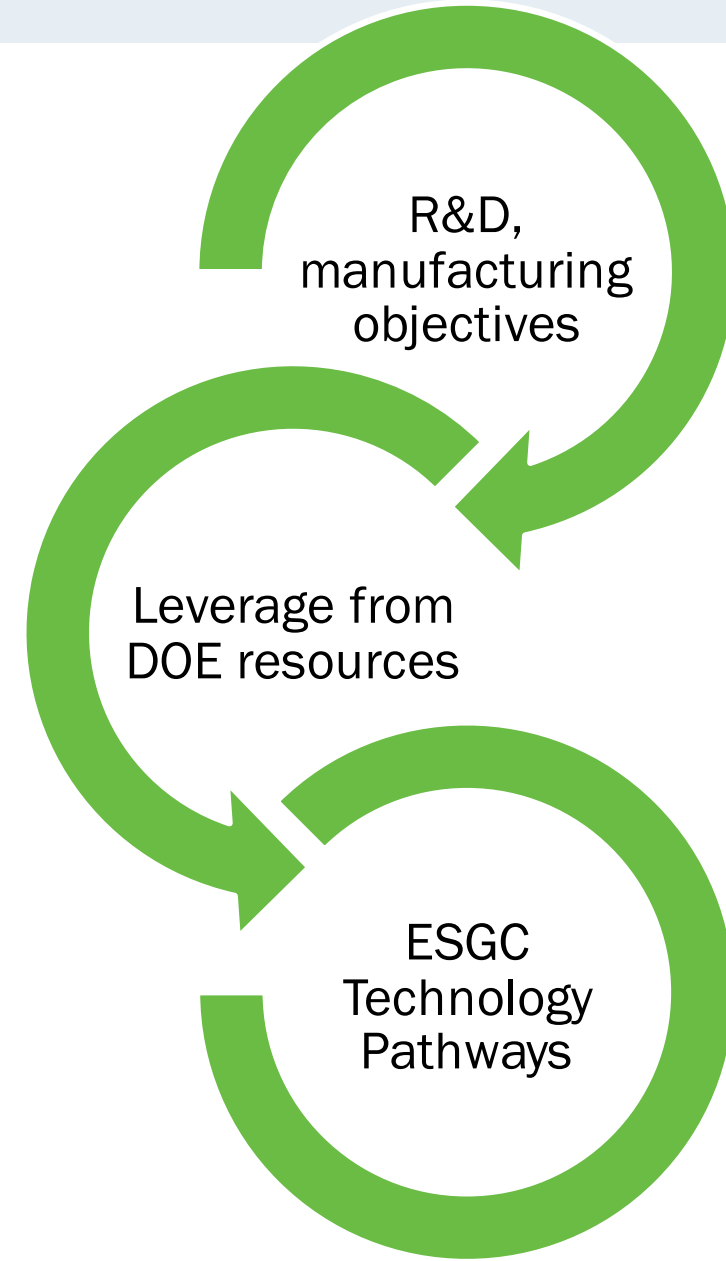 R&D,
manufacturing
objectives
Leverage from
DOE resources
ESGC
Technology
Pathways